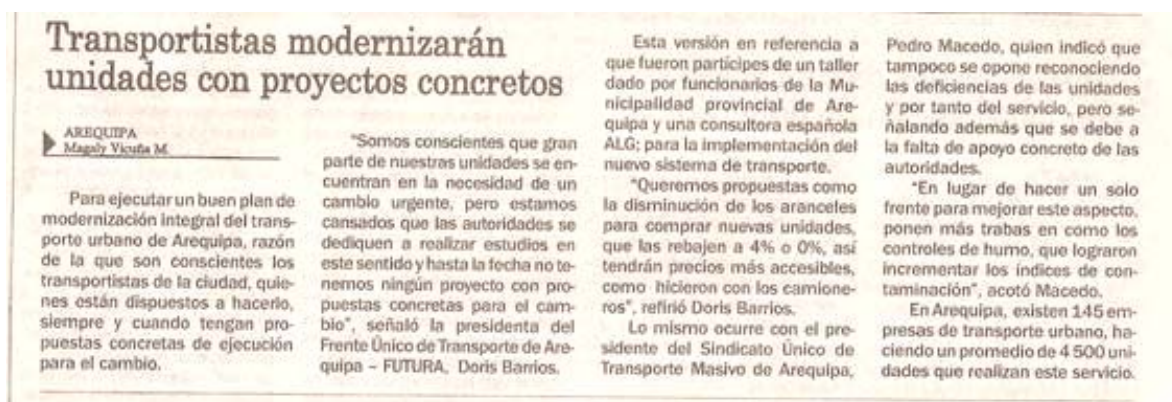 Transportistas modernizarán
unidades con proyectos concretos
AREQUIPA
Magaly Vicuña M.
Para ejecutar un buen plan de
modernización integral del trans-
porte urbano de Arequipa, razón
de la que son conscientes los
transportistas de la ciudad, quie-
nes están dispuestos a hacerlo,
siempre y cuando tengan pro-
puestas concretas de ejecución
para el cambio.
"Somos conscientes que gran
parte de nuestras unidades se en-
cuentran en la necesidad de un
cambio urgente, pero estamos
cansados que las autoridades se
dediquen a realizar estudios en
este sentido y hasta la fecha no te-
nemos ningún proyecto con pro-
puestas concretas para el cam-
bio", señaló la presidenta del
Frente Único de Transporte de Are-
quipa – FUTURA, Doris Barrios.
Esta versión en referencia a
que fueron partícipes de un taller
dado por funcionarios de la Mu-
nicipalidad provincial de Are-
quipa y una consultora española
ALG; para la implementación del
nuevo sistema de transporte.
"Queremos propuestas como
la disminución de los aranceles
para comprar nuevas unidades,
que las rebajen a 4% o 0%, así
tendrán precios más accesibles,
como hicieron con los camione-
ros", refirió Doris Barrios.
Lo mismo ocurre con el pre-
sidente del Sindicato Único de
Transporte Masivo de Arequipa,
Pedro Macedo, quien indicó que
tampoco se opone reconociendo
las deficiencias de las unidades
y por tanto del servicio, pero se-
ñalando además que se debe a
la falta de apoyo concreto de las
autoridades.
"En lugar de hacer un solo
frente para mejorar este aspecto,
ponen más trabas en como los
controles de humo, que lograron
incrementar los índices de con-
taminación", acotó Macedo.
En Arequipa, existen 145 em-
presas de transporte urbano, ha-
ciendo un promedio de 4 500 uni-
dades que realizan este servicio.